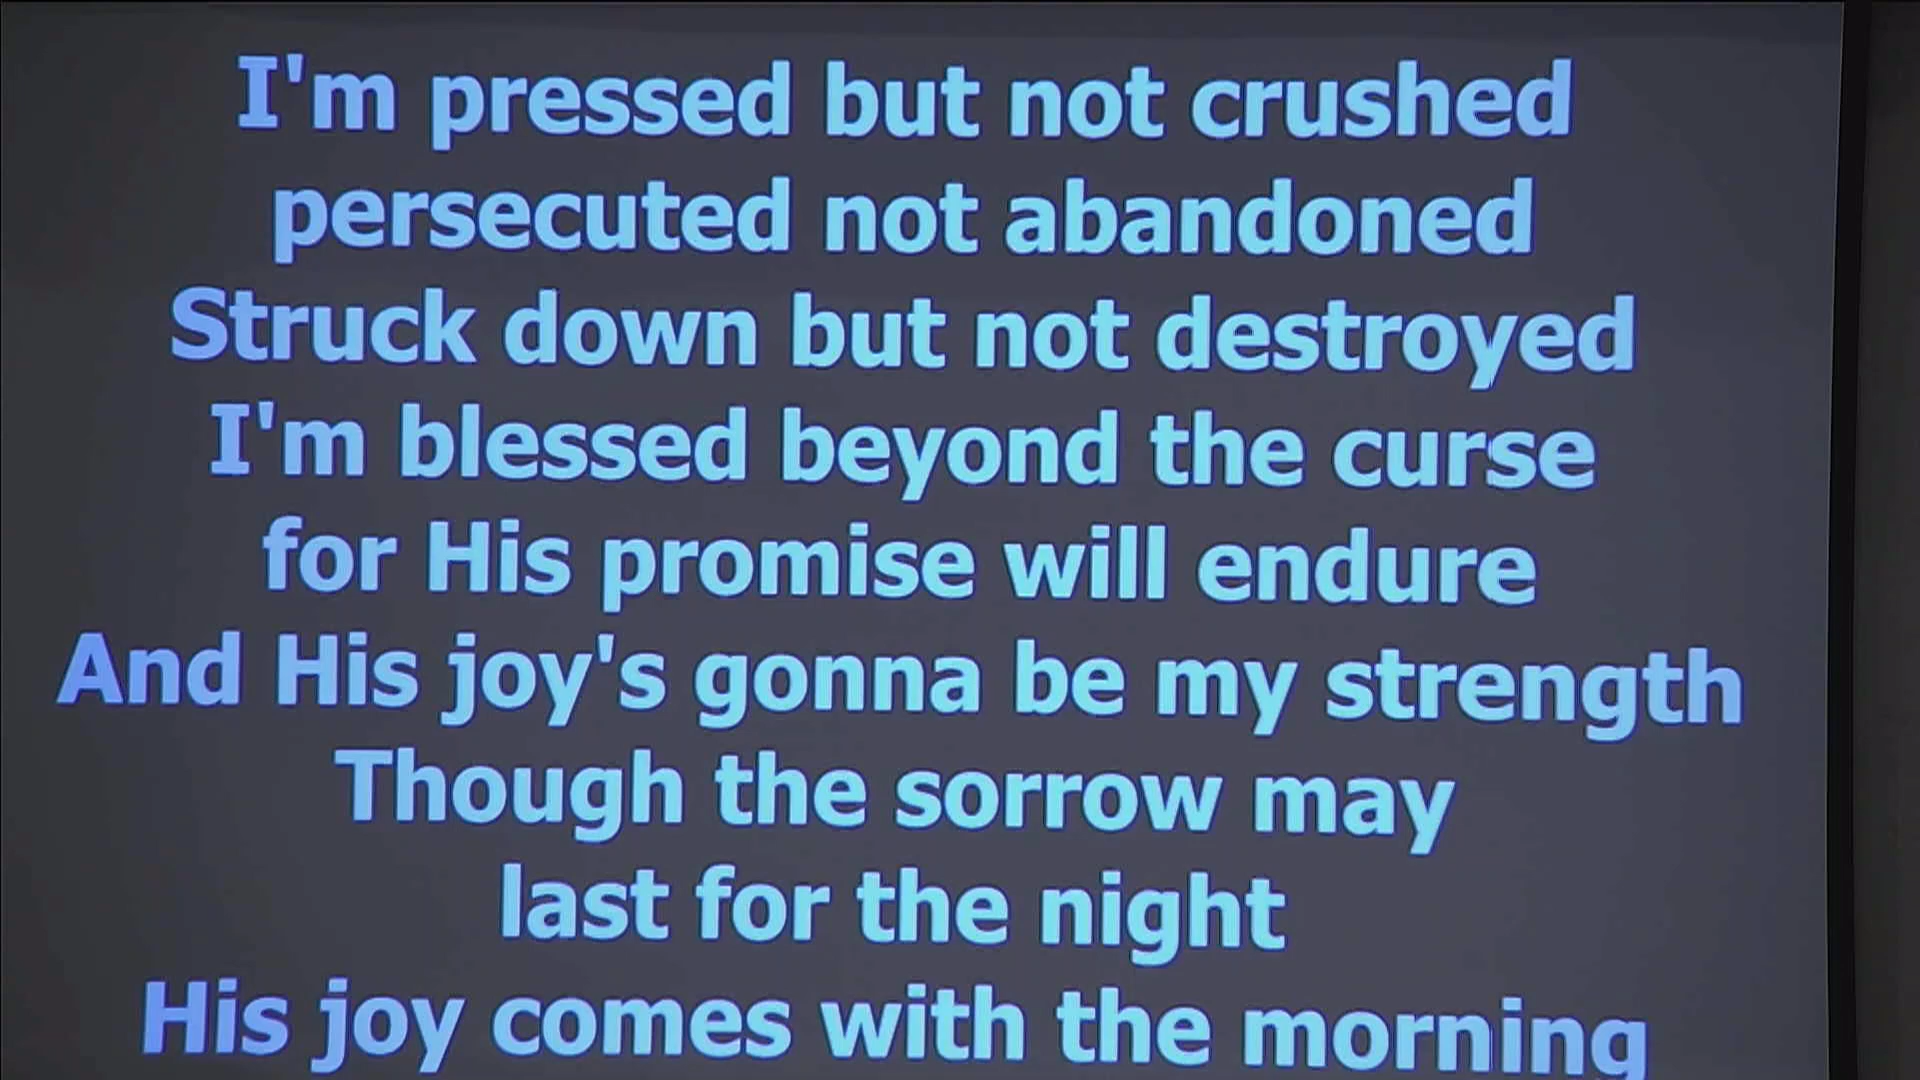 I'm pressed but not crushed
persecuted not abandoned
Struck down but not destroyed
I'm blessed beyond the curse
for His promise will endure
And His joy's gonna be my strength
Though the sorrow may
last for the night
His joy comes with the morning